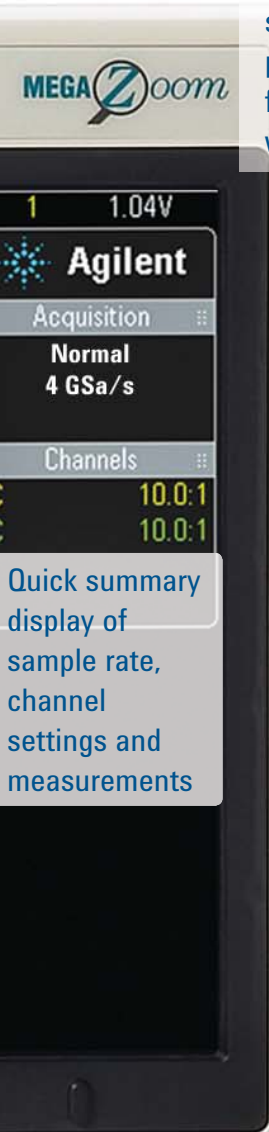 MEGA Zoom
1 1.04V
Agilent
Acquisition
Normal
4 GSa/s
Channels
C 10.0:1
C 10.0:1
Quick summary
display of
sample rate,
channel
settings and
measurements